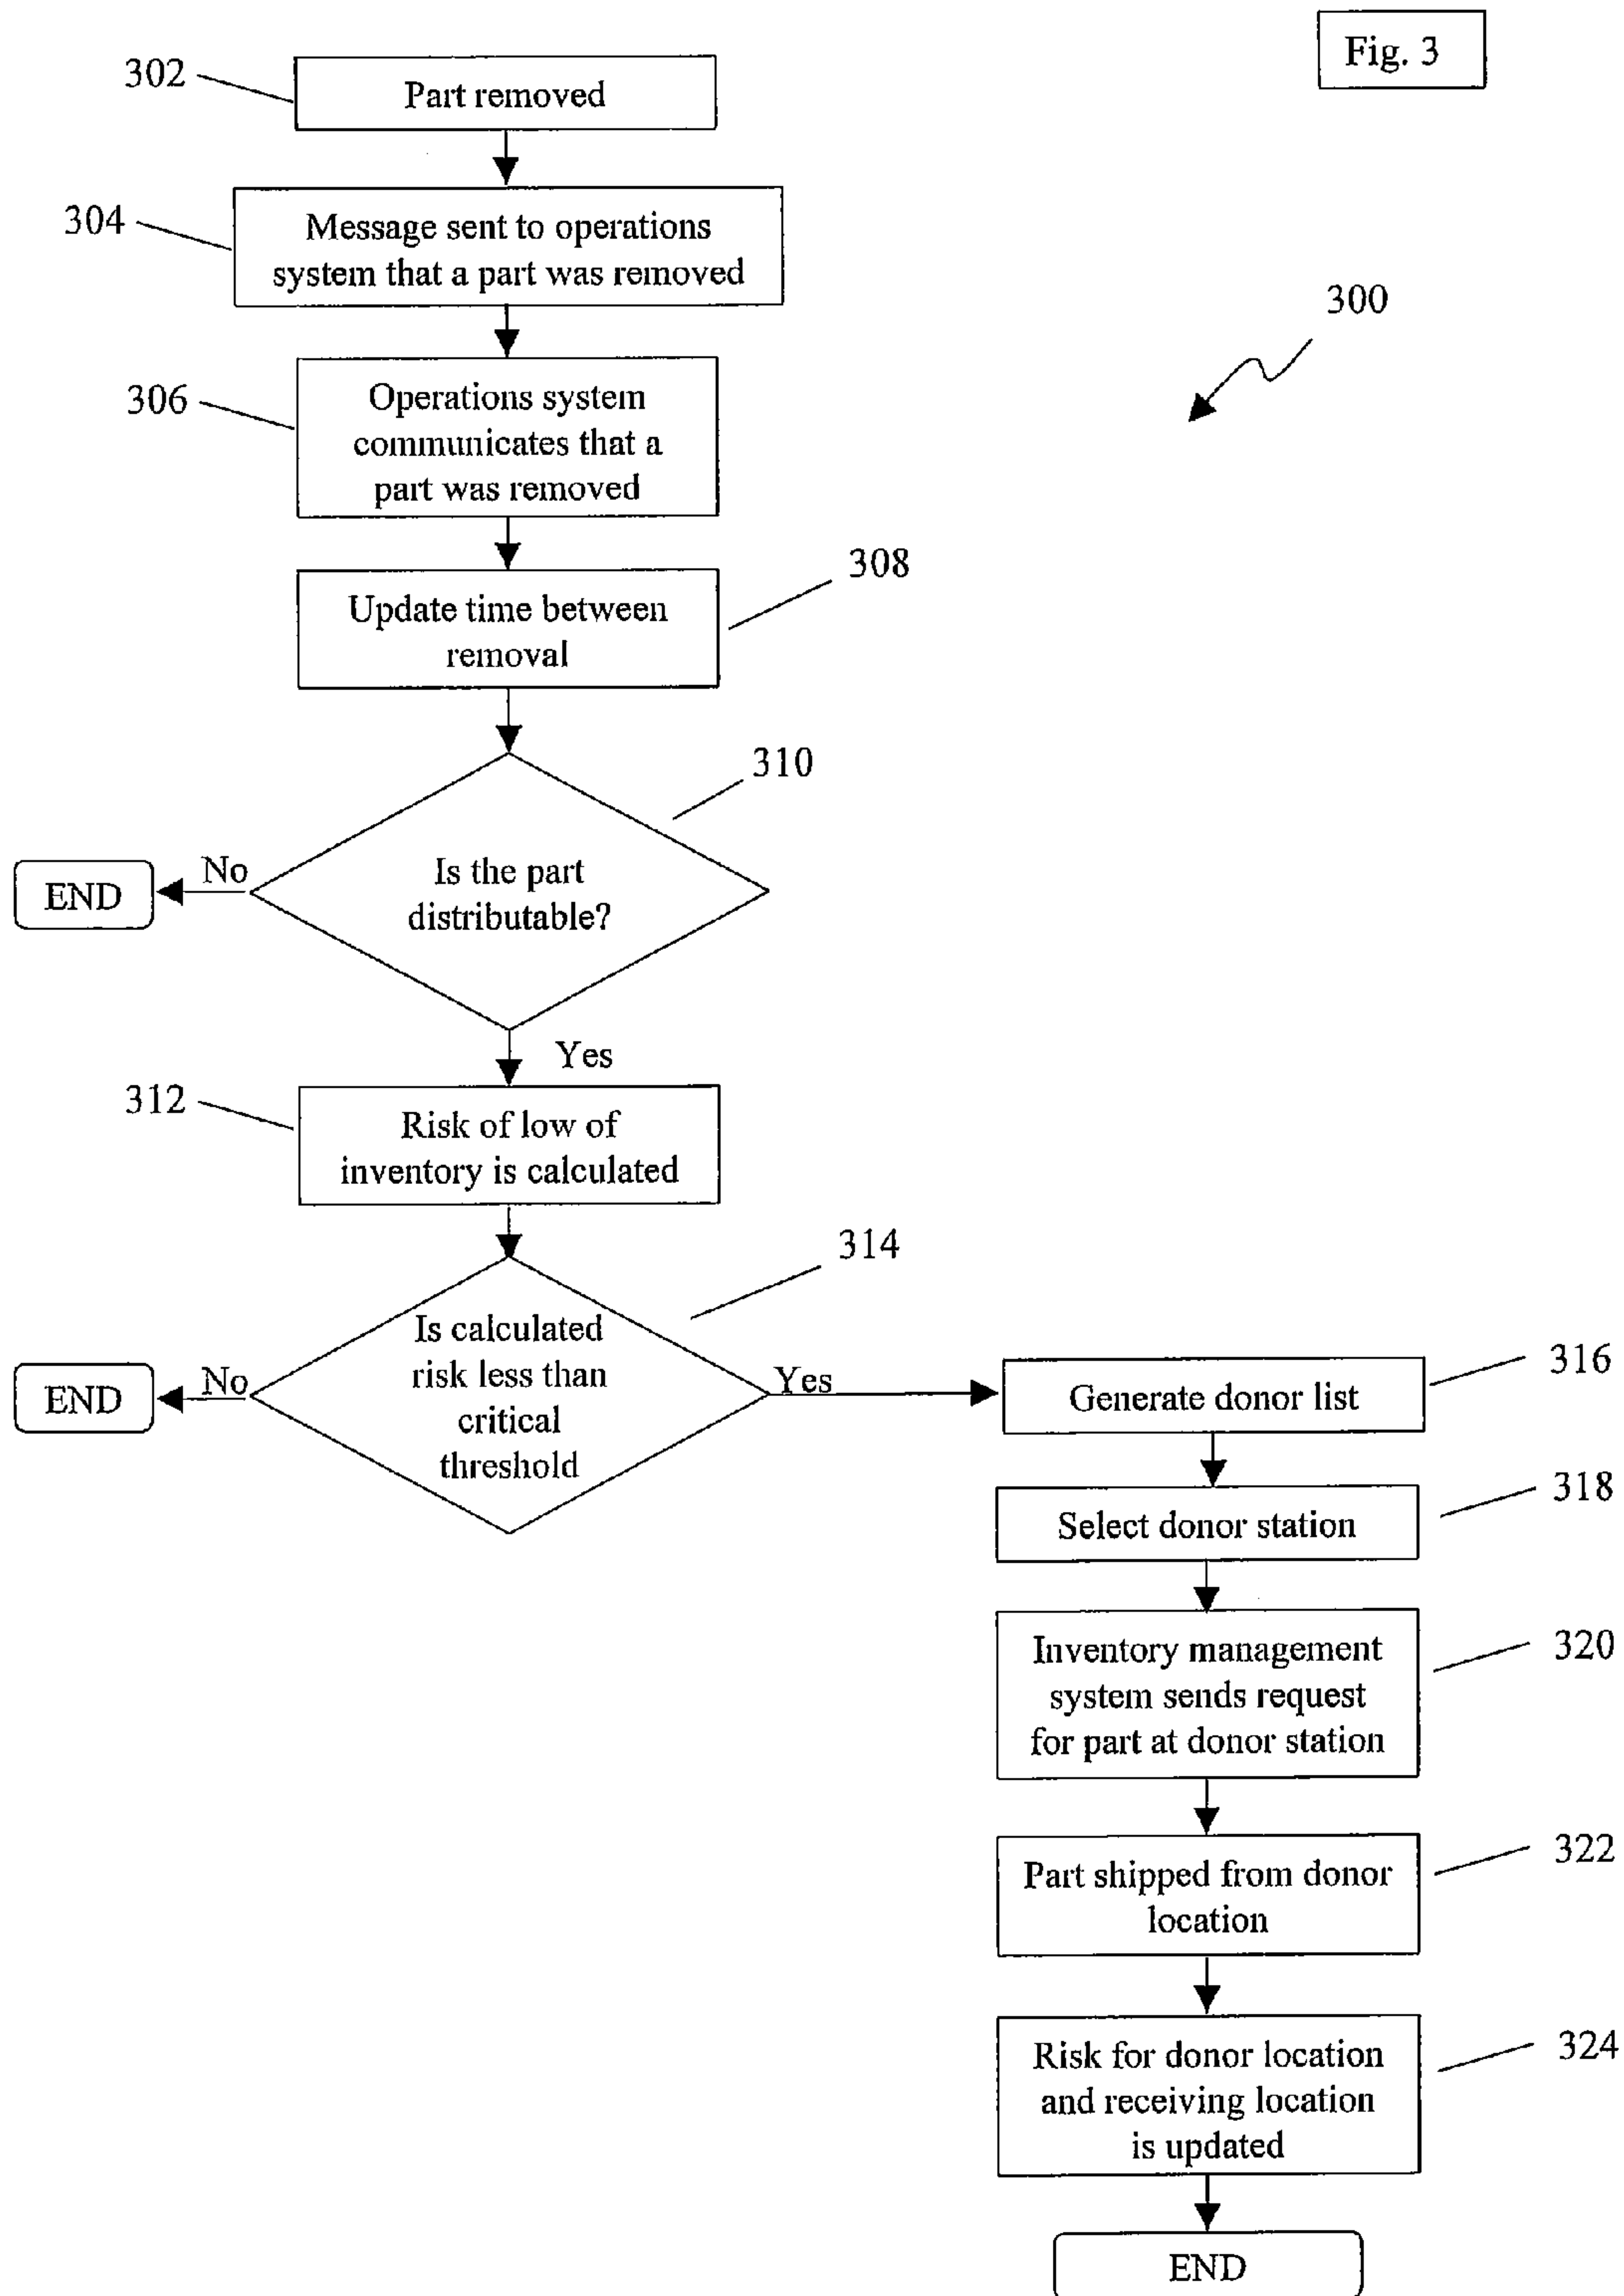 Fig. 3
302
Part removed
304
Message sent to operations
system that a part was removed
300
306
Operations system
communicates that a
part was removed
308
Update time between
removal
310
Is the part
distributable?
No
END
Yes
312
Risk of low of
inventory is calculated
314
Is calculated
risk less than
critical
threshold
No
END
Yes
316
Generate donor list
318
Select donor station
320
Inventory management
system sends request
for part at donor station
322
Part shipped from donor
location
324
Risk for donor location
and receiving location
is updated
END